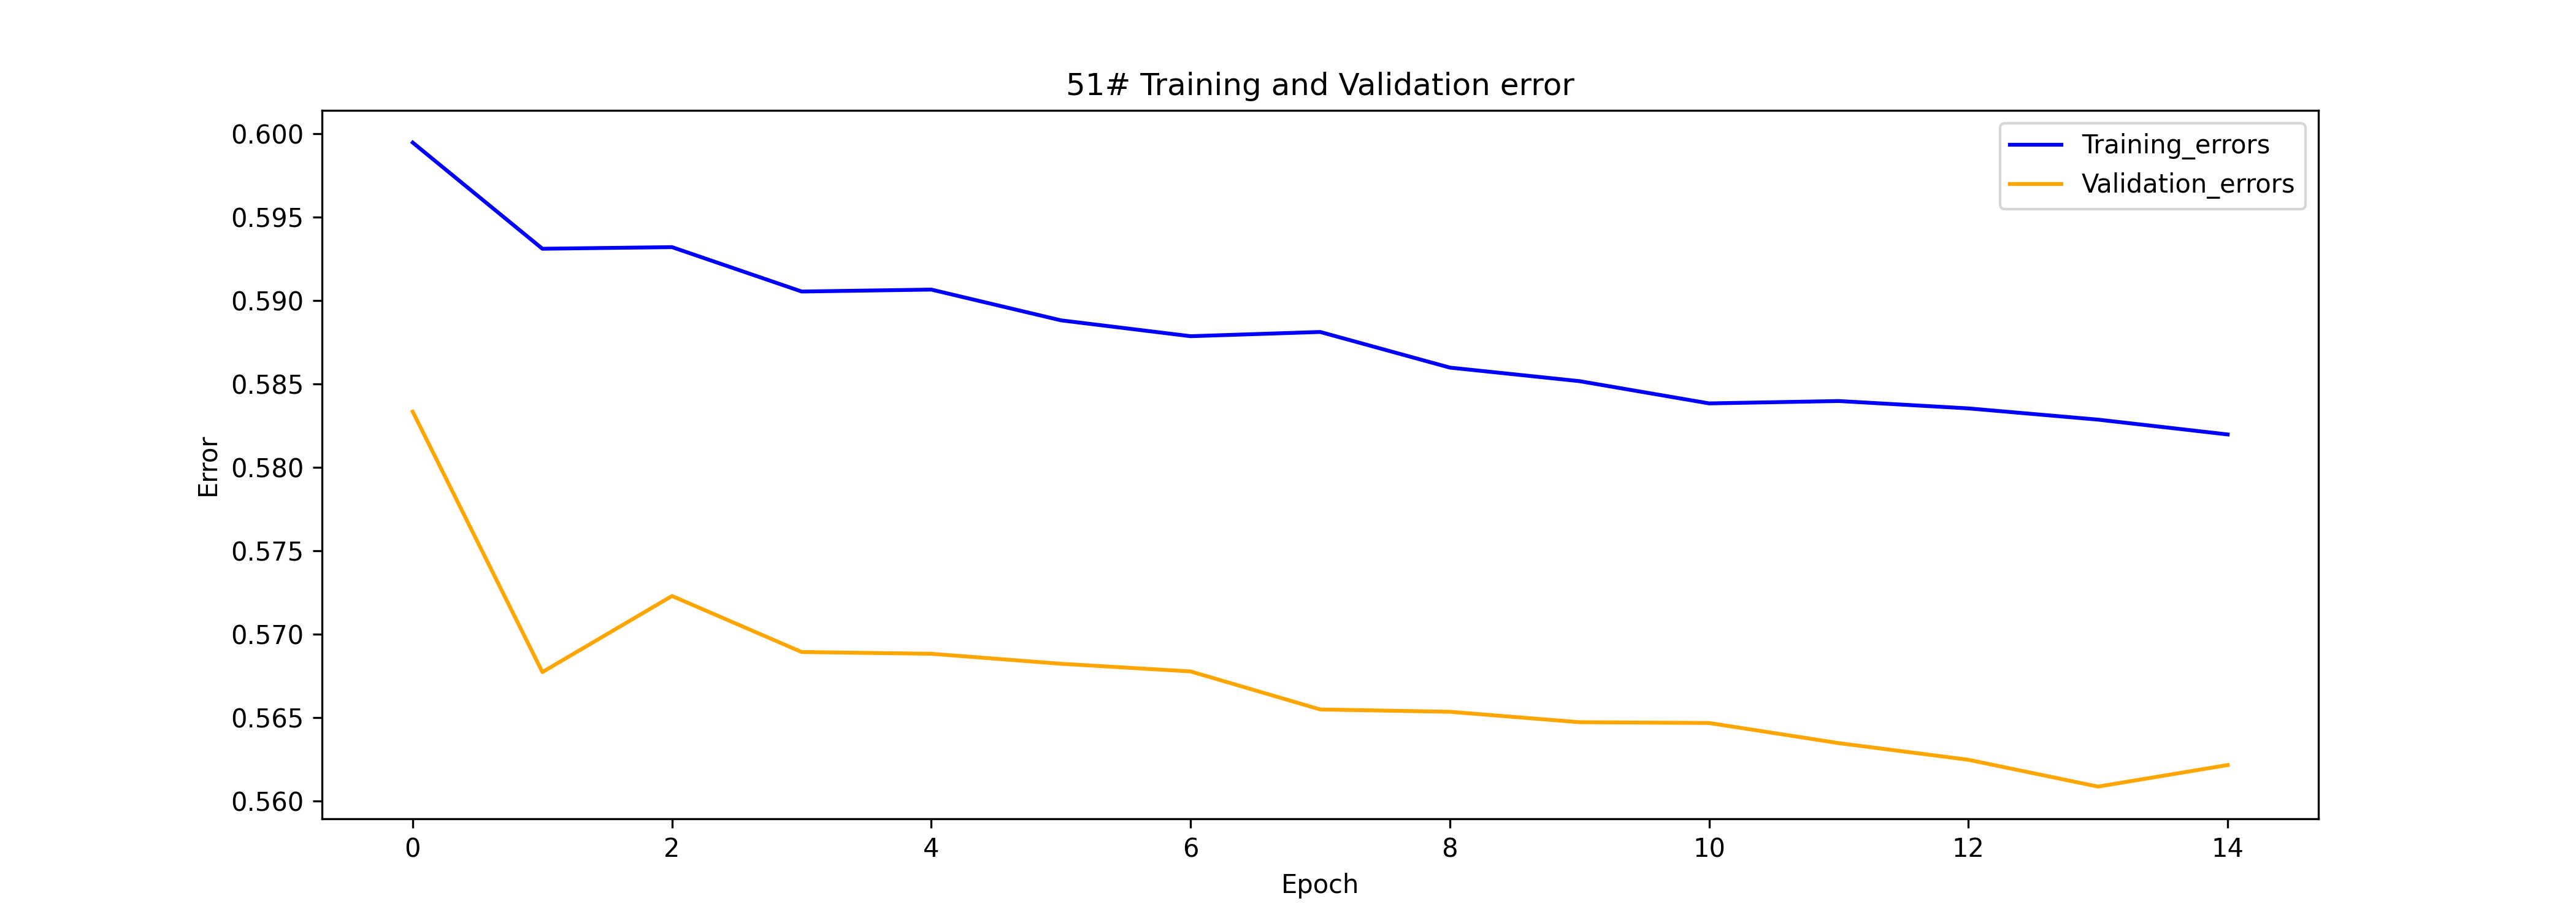 51# Training and Validation error
Training_errors
Validation_errors
0.600
0.595
0.590
0.585
0.580
0.575
0.570
0.565
0.560
Error
0 2 4 6 8 10 12 14
Epoch